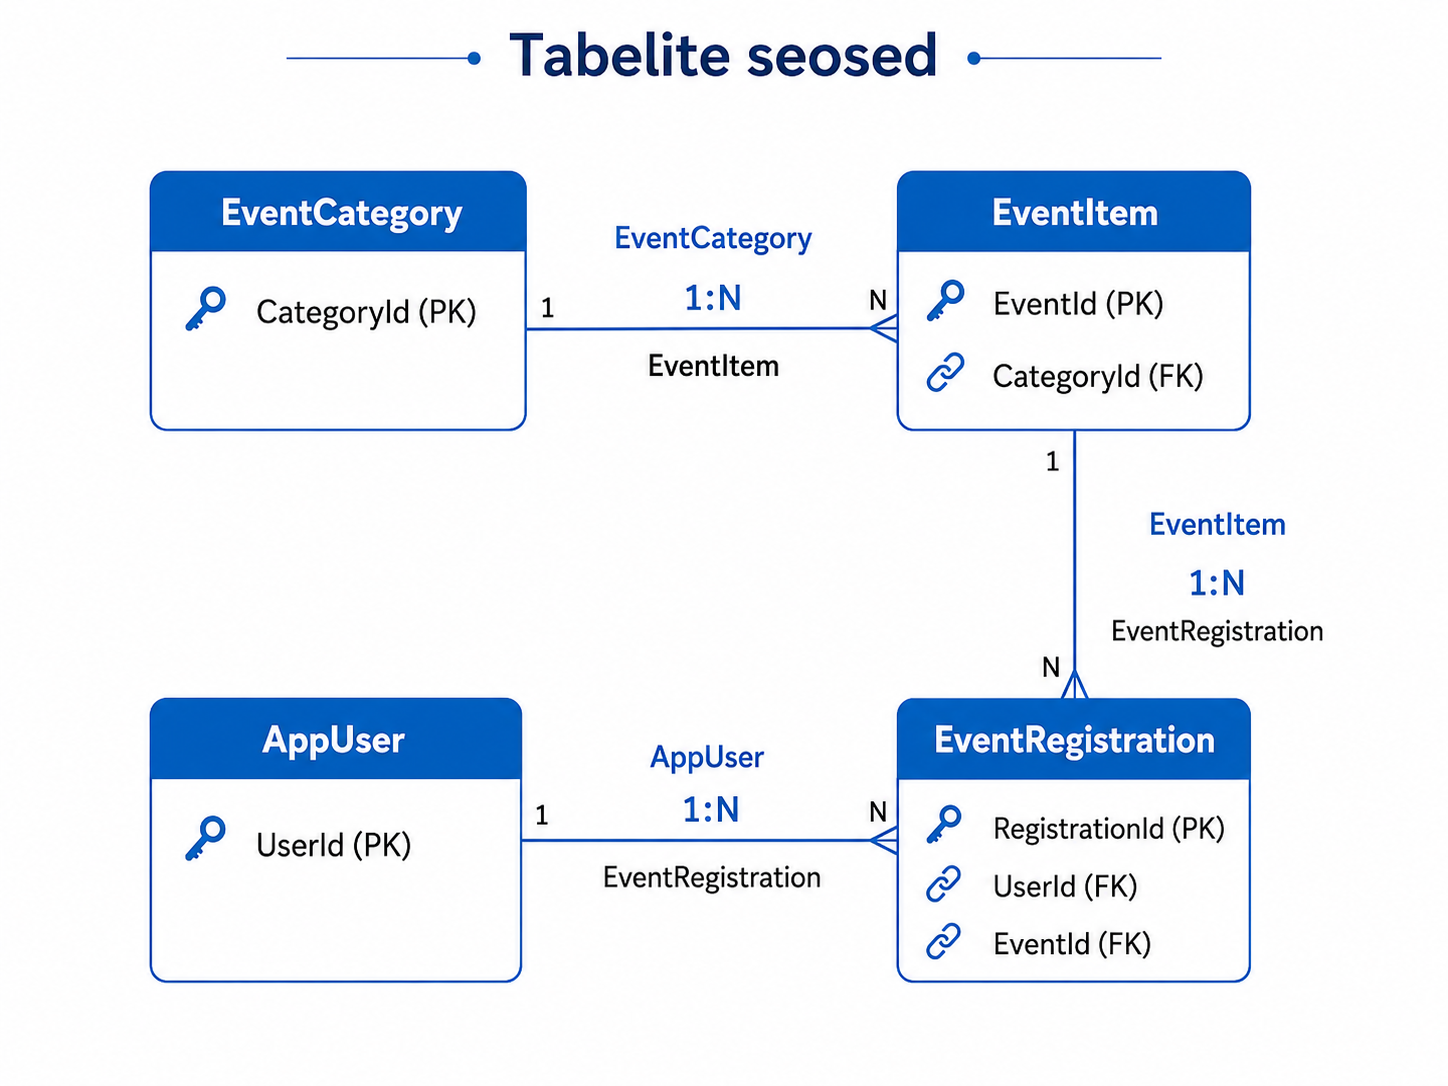 Tabelite seosed
EventCategory
CategoryId (PK)
EventCategory
1:N
1
N
EventItem
EventItem
EventId (PK)
CategoryId (FK)
1
EventItem
1:N
EventRegistration
N
AppUser
UserId (PK)
AppUser
1:N
1
N
EventRegistration
EventRegistration
RegistrationId (PK)
UserId (FK)
EventId (FK)